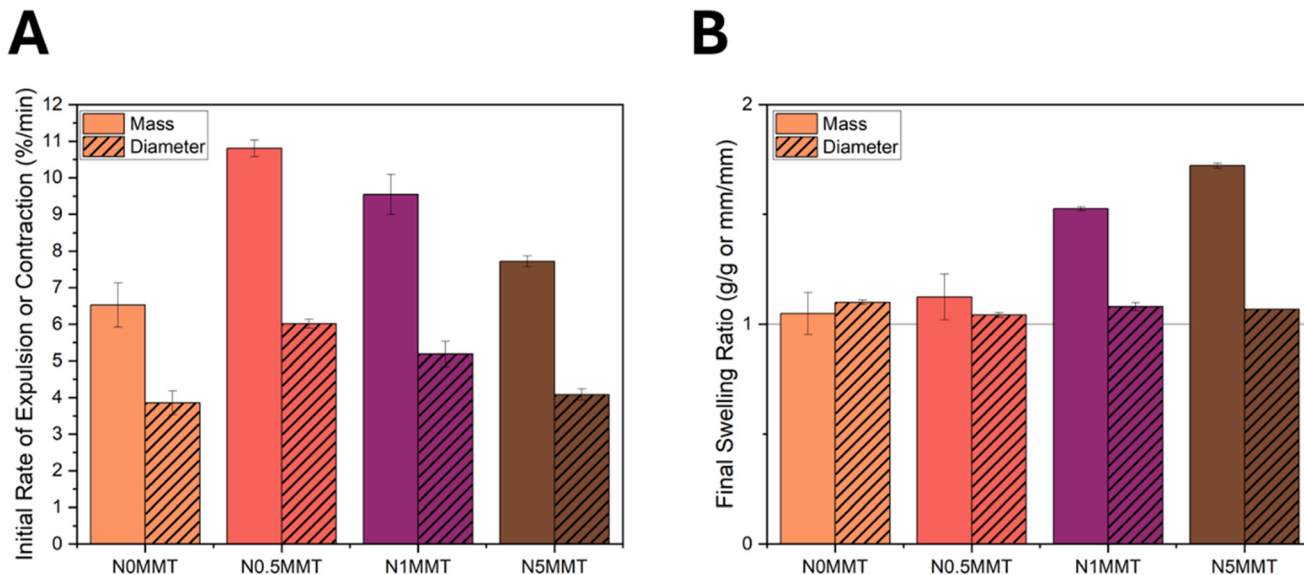 A
B
Initial Rate of Expulsion or Contraction (%/min)
12
11
10
9
8
7
6
5
4
3
2
1
0
Mass
Diameter
N0MMT
N0.5MMT
N1MMT
N5MMT
Final Swelling Ratio (g/g or mm/mm)
2
1
0
Mass
Diameter
N0MMT
N0.5MMT
N1MMT
N5MMT